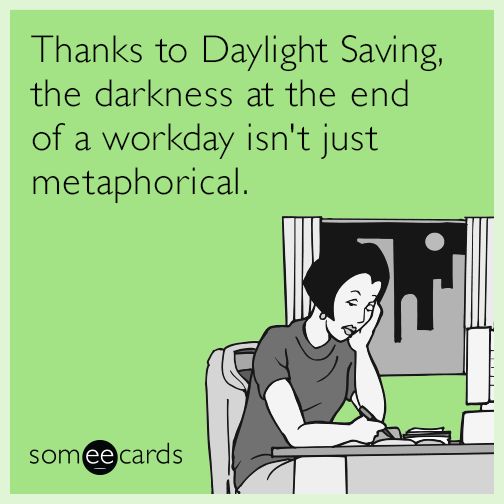 Thanks to Daylight Saving,
the darkness at the end
of a workday isn't just
metaphorical.
someecards